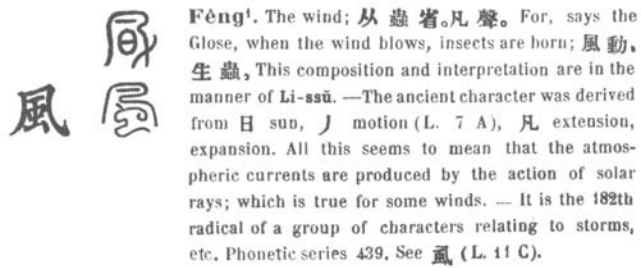 風
Fêng¹. The wind; 从 蟲 省。凡 聲。 For, says the
Glose, when the wind blows, insects are born; 風 動、
生 蟲, This composition and interpretation are in the
manner of Li-ssŭ. —The ancient character was derived
from 日 sun, 丿 motion (L. 7 A), 凡 extension,
expansion. All this seems to mean that the atmos-
pheric currents are produced by the action of solar
rays; which is true for some winds. — It is the 182th
radical of a group of characters relating to storms,
etc. Phonetic series 439. See 䖝 (L. 11 C).